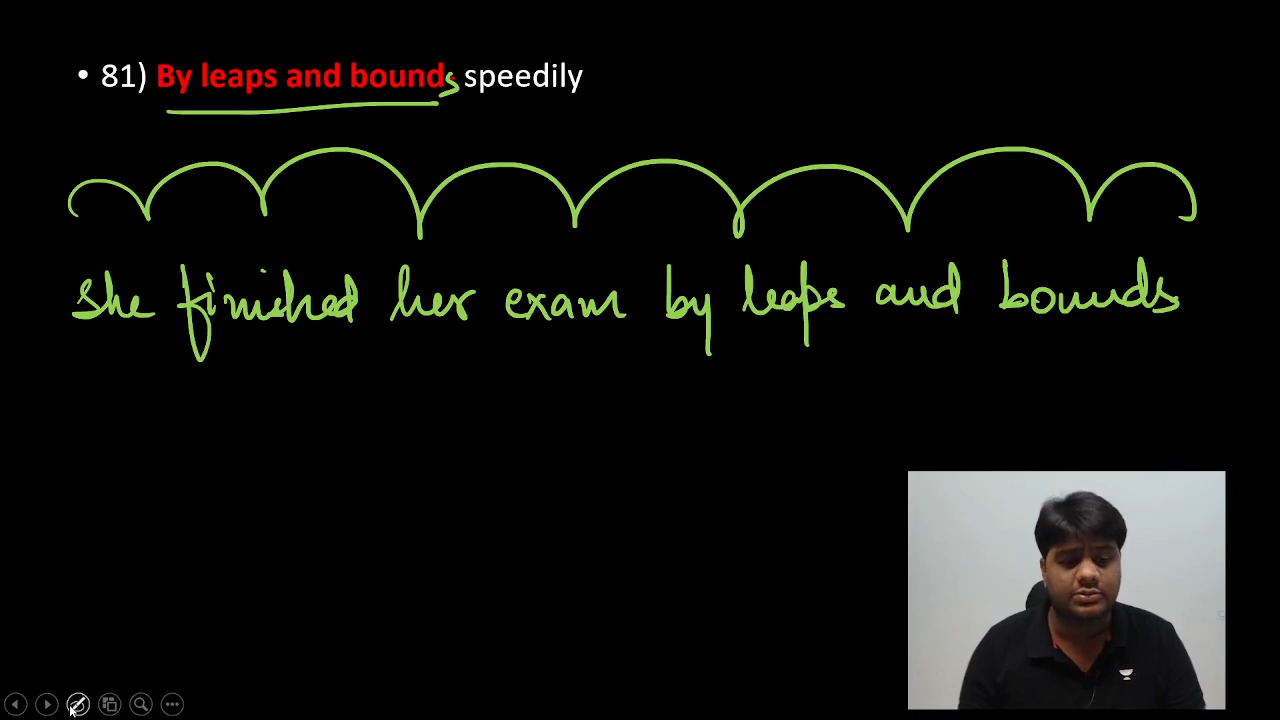 • 81) By leaps and bounds speedily
She finished her exam by leaps and bounds